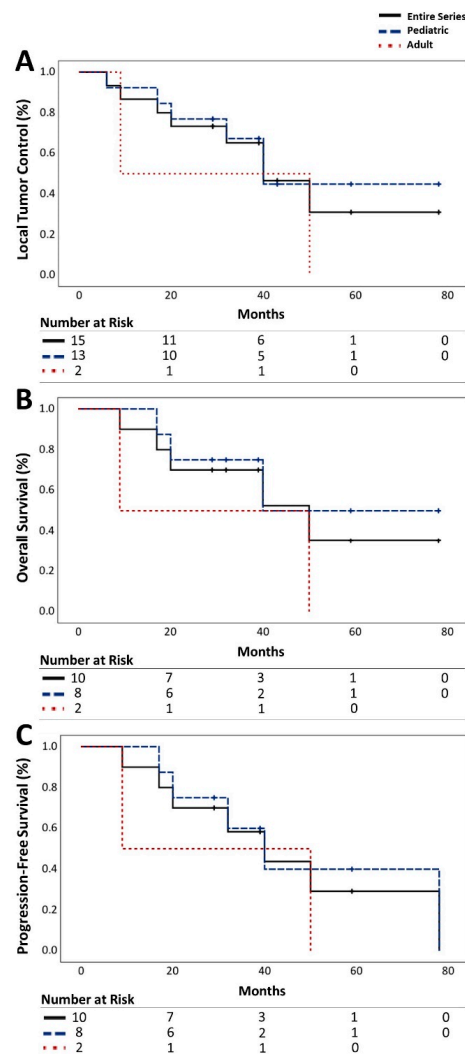 Entire Series
Pediatric
Adult
A
Local Tumor Control (%)
1.0
0.8
0.6
0.4
0.2
0.0
0 20 40 60 80
Months
Number at Risk
15 11 6 1 0
13 10 5 1 0
2 1 1 0
B
Overall Survival (%)
1.0
0.8
0.6
0.4
0.2
0.0
0 20 40 60 80
Months
Number at Risk
10 7 3 1 0
8 6 2 1 0
2 1 1 0
C
Progression-Free Survival (%)
1.0
0.8
0.6
0.4
0.2
0.0
0 20 40 60 80
Months
Number at Risk
10 7 3 1 0
8 6 2 1 0
2 1 1 0